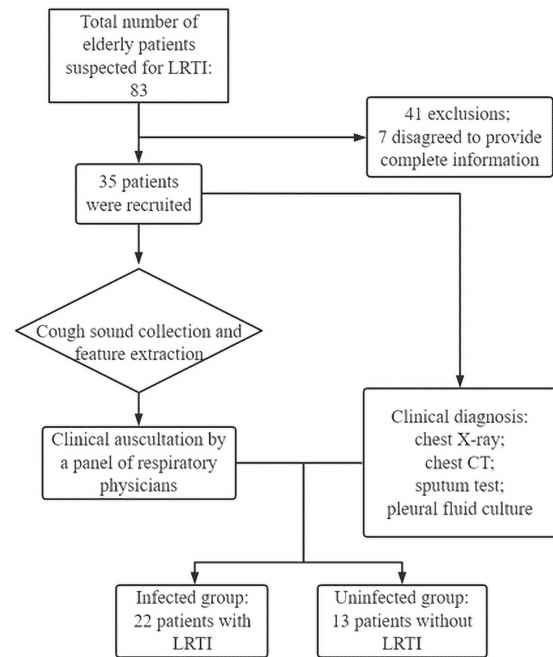 Total number of
elderly patients
suspected for LRTI:
83
41 exclusions;
7 disagreed to provide
complete information
35 patients
were recruited
Cough sound collection and
feature extraction
Clinical auscultation by
a panel of respiratory
physicians
Clinical diagnosis:
chest X-ray;
chest CT;
sputum test;
pleural fluid culture
Infected group:
22 patients with
LRTI
Uninfected group:
13 patients without
LRTI